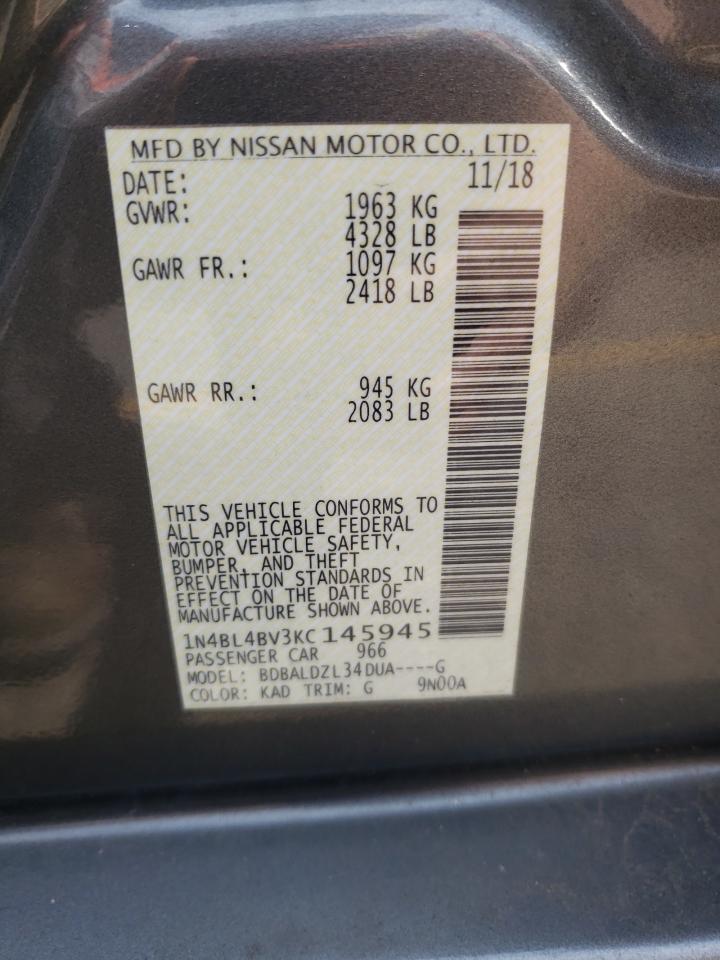 MFD BY NISSAN MOTOR CO., LTD.
DATE: 11/18
GVWR: 1963 KG
4328 LB
GAWR FR.: 1097 KG
2418 LB
GAWR RR.: 945 KG
2083 LB
THIS VEHICLE CONFORMS TO
ALL APPLICABLE FEDERAL
MOTOR VEHICLE SAFETY,
BUMPER, AND THEFT
PREVENTION STANDARDS IN
EFFECT ON THE DATE OF
MANUFACTURE SHOWN ABOVE.
1N4BL4BV3KC145945
PASSENGER CAR 966
MODEL: BDBALDZL34DUA----G
COLOR: KAD TRIM: G 9N00A